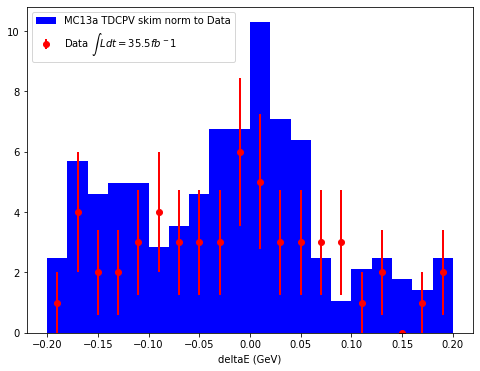 MC13a TDCPV skim norm to Data
Data ∫Ldt = 35.5fb⁻1
10
8
6
4
2
0
−0.20 −0.15 −0.10 −0.05 0.00 0.05 0.10 0.15 0.20
deltaE (GeV)